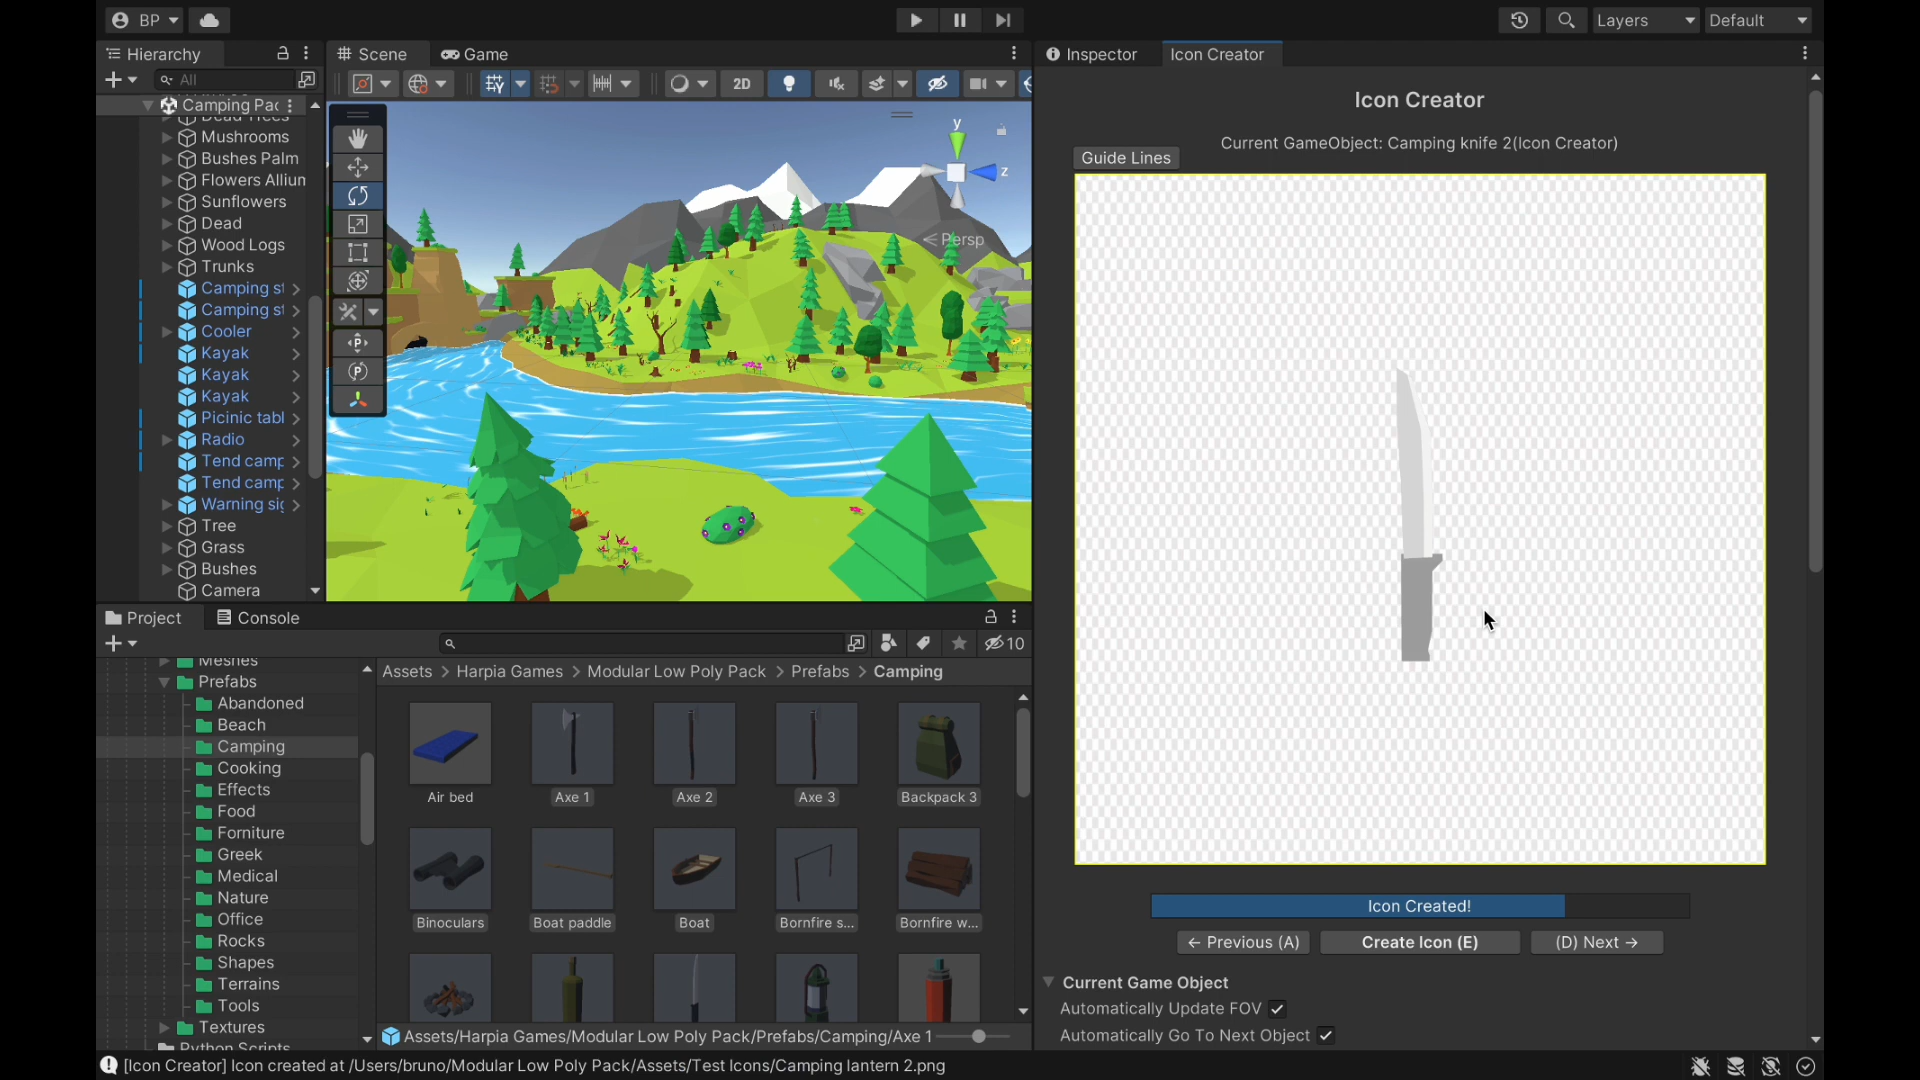 BP
Layers
Default
Hierarchy
Scene
Game
Inspector
Icon Creator
All
2D
Camping Pac
Dead Trees
Mushrooms
Bushes Palm
Flowers Allium
Sunflowers
Dead
Wood Logs
Trunks
Camping st
Camping st
Cooler
Kayak
Kayak
Kayak
Picinic tabl
Radio
Tend camp
Tend camp
Warning sig
Tree
Grass
Bushes
Camera
y
z
Persp
Icon Creator
Current GameObject: Camping knife 2(Icon Creator)
Guide Lines
Icon Created!
← Previous (A)
Create Icon (E)
(D) Next →
Current Game Object
Automatically Update FOV
Automatically Go To Next Object
Project
Console
10
Meshes
Prefabs
Abandoned
Beach
Camping
Cooking
Effects
Food
Forniture
Greek
Medical
Nature
Office
Rocks
Shapes
Terrains
Tools
Textures
Python Scripts
Assets > Harpia Games > Modular Low Poly Pack > Prefabs > Camping
Air bed
Axe 1
Axe 2
Axe 3
Backpack 3
Binoculars
Boat paddle
Boat
Bornfire s...
Bornfire w...
Assets/Harpia Games/Modular Low Poly Pack/Prefabs/Camping/Axe 1
[Icon Creator] Icon created at /Users/bruno/Modular Low Poly Pack/Assets/Test Icons/Camping lantern 2.png